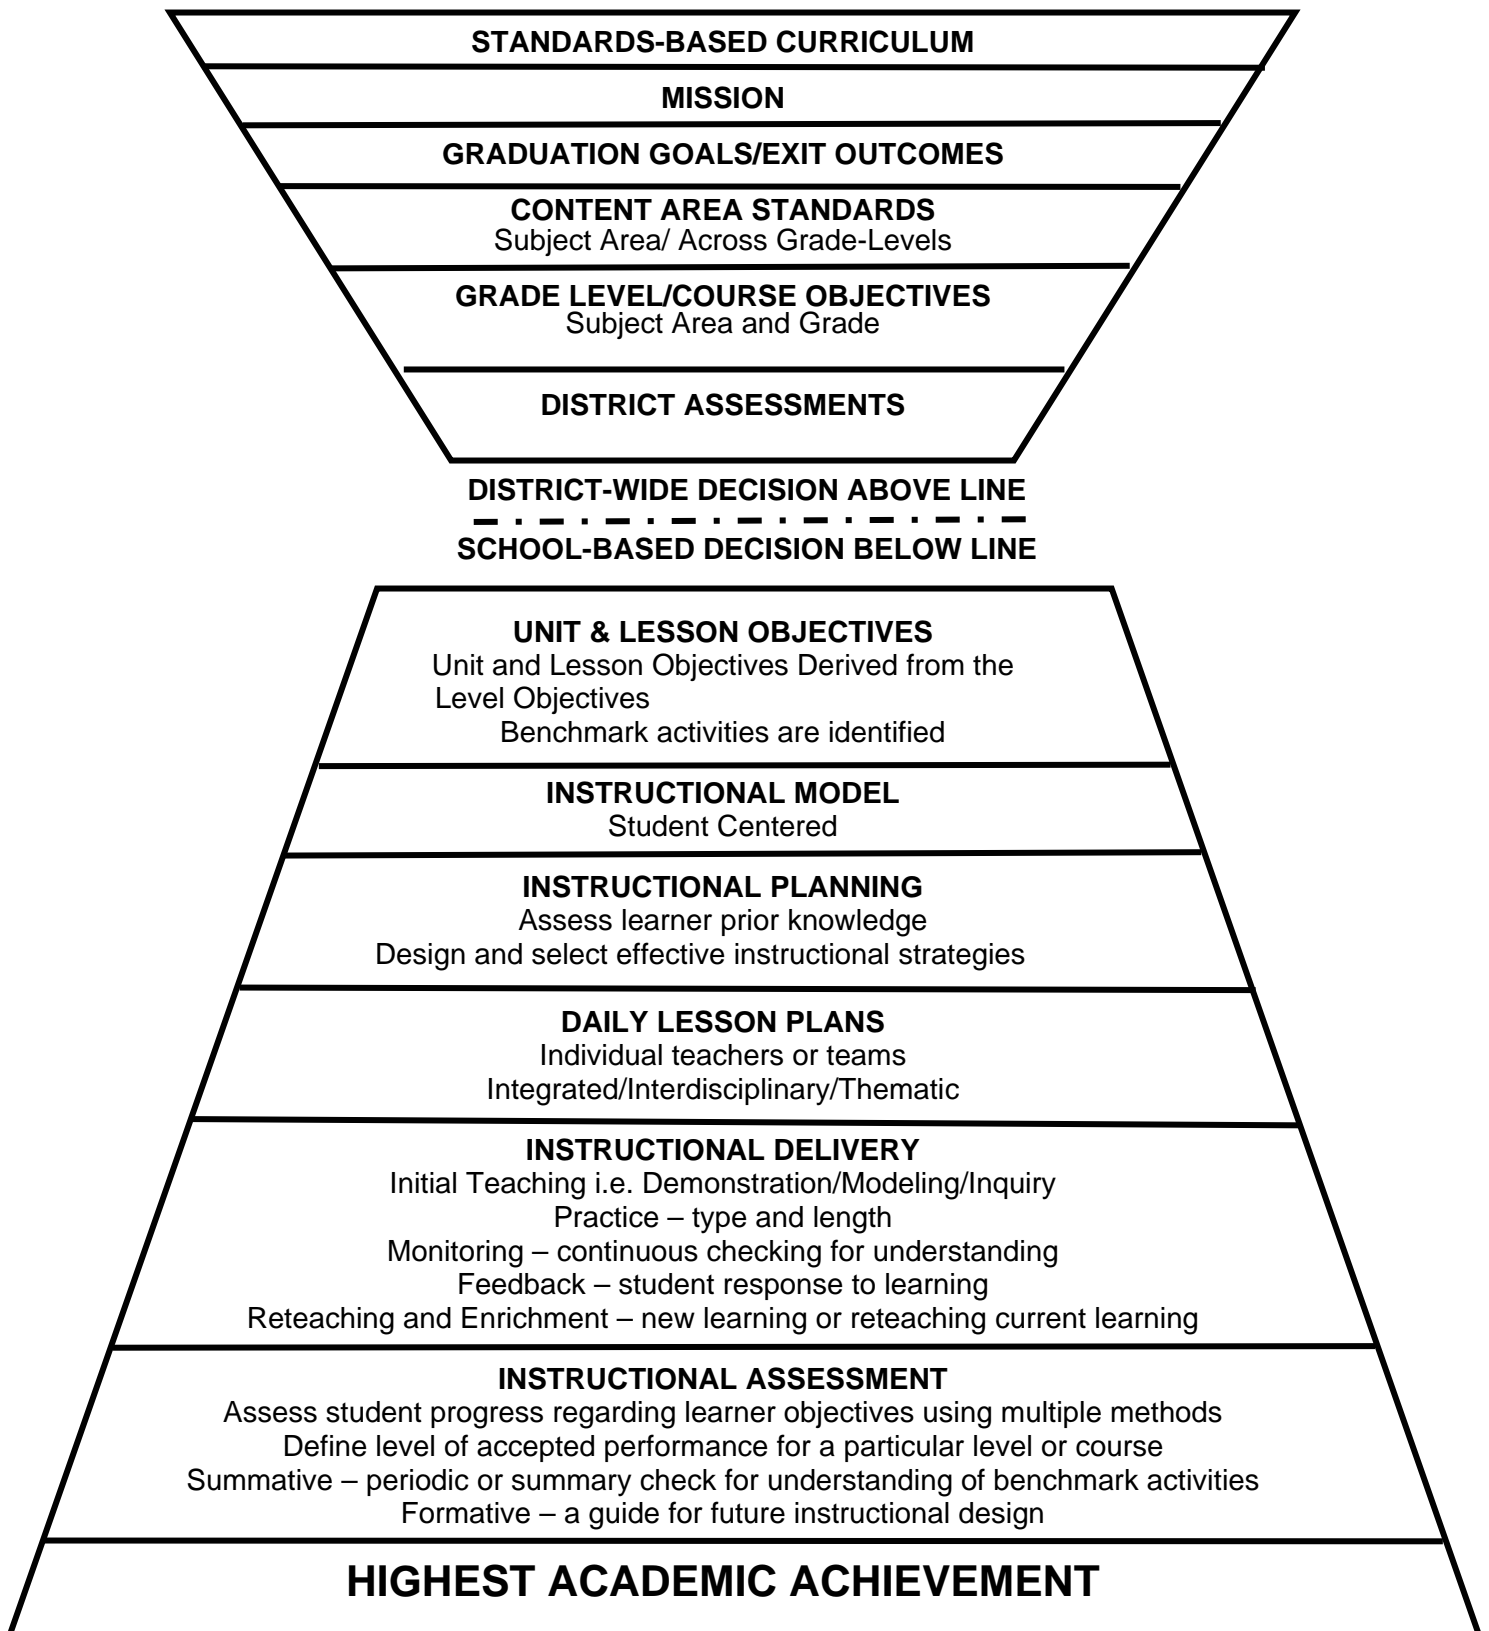 STANDARDS-BASED CURRICULUM
MISSION
GRADUATION GOALS/EXIT OUTCOMES
CONTENT AREA STANDARDS
Subject Area/ Across Grade-Levels
GRADE LEVEL/COURSE OBJECTIVES
Subject Area and Grade
DISTRICT ASSESSMENTS
DISTRICT-WIDE DECISION ABOVE LINE
SCHOOL-BASED DECISION BELOW LINE
UNIT & LESSON OBJECTIVES
Unit and Lesson Objectives Derived from the
Level Objectives
Benchmark activities are identified
INSTRUCTIONAL MODEL
Student Centered
INSTRUCTIONAL PLANNING
Assess learner prior knowledge
Design and select effective instructional strategies
DAILY LESSON PLANS
Individual teachers or teams
Integrated/Interdisciplinary/Thematic
INSTRUCTIONAL DELIVERY
Initial Teaching i.e. Demonstration/Modeling/Inquiry
Practice – type and length
Monitoring – continuous checking for understanding
Feedback – student response to learning
Reteaching and Enrichment – new learning or reteaching current learning
INSTRUCTIONAL ASSESSMENT
Assess student progress regarding learner objectives using multiple methods
Define level of accepted performance for a particular level or course
Summative – periodic or summary check for understanding of benchmark activities
Formative – a guide for future instructional design
HIGHEST ACADEMIC ACHIEVEMENT